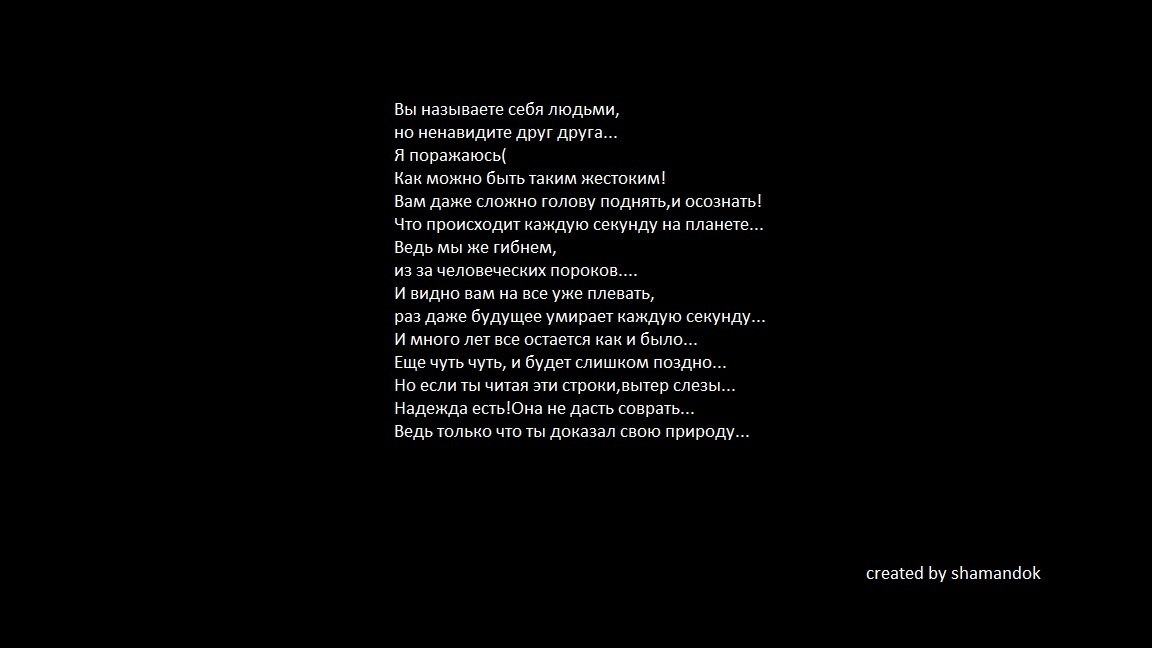 Вы называете себя людьми,
но ненавидите друг друга...
Я поражаюсь(
Как можно быть таким жестоким!
Вам даже сложно голову поднять,и осознать!
Что происходит каждую секунду на планете...
Ведь мы же гибнем,
из за человеческих пороков....
И видно вам на все уже плевать,
раз даже будущее умирает каждую секунду...
И много лет все остается как и было...
Еще чуть чуть, и будет слишком поздно...
Но если ты читая эти строки,вытер слезы...
Надежда есть!Она не дасть соврать...
Ведь только что ты доказал свою природу...
created by shamandok